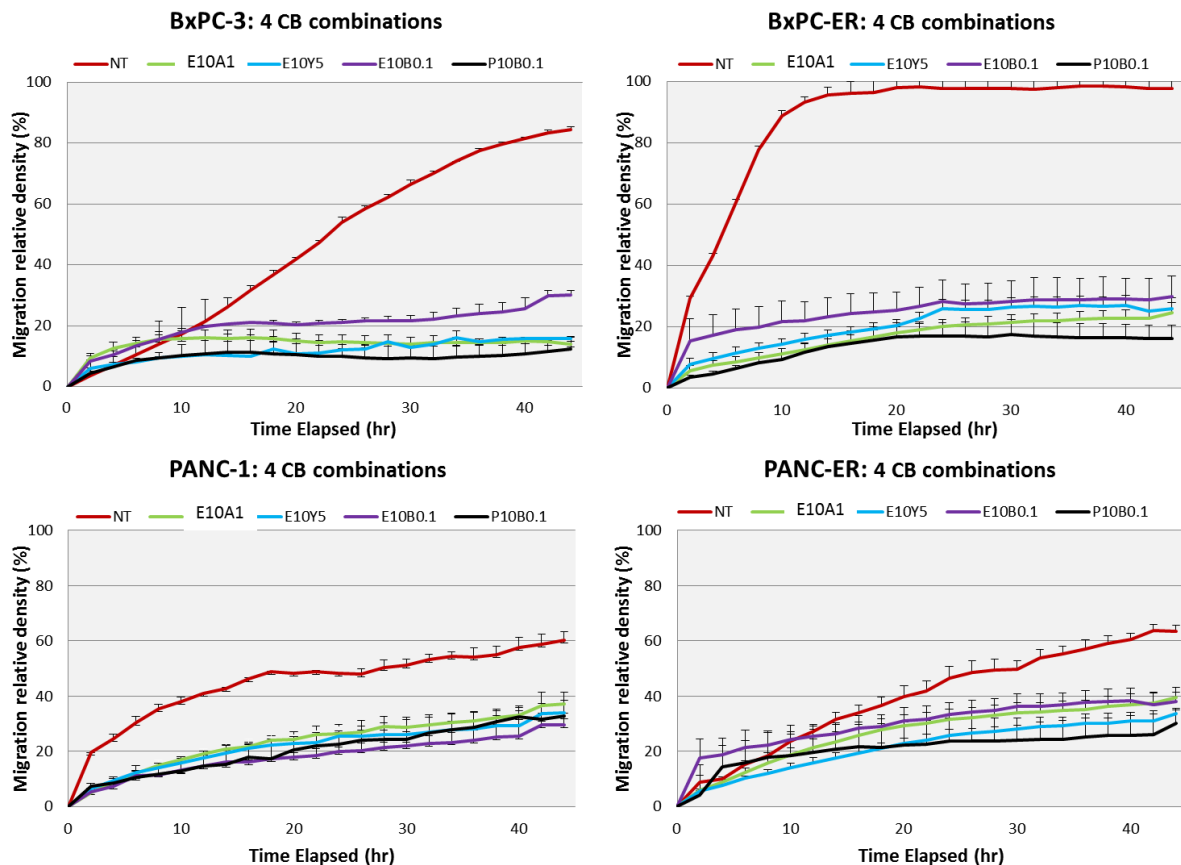 BxPC-3: 4 CB combinations
NT E10A1 E10Y5 E10B0.1 P10B0.1
Migration relative density (%)
100
80
60
40
20
0
0 10 20 30 40
Time Elapsed (hr)
BxPC-ER: 4 CB combinations
NT E10A1 E10Y5 E10B0.1 P10B0.1
Migration relative density (%)
100
80
60
40
20
0
0 10 20 30 40
Time Elapsed (hr)
PANC-1: 4 CB combinations
NT E10A1 E10Y5 E10B0.1 P10B0.1
Migration relative density (%)
100
80
60
40
20
0
0 10 20 30 40
Time Elapsed (hr)
PANC-ER: 4 CB combinations
NT E10A1 E10Y5 E10B0.1 P10B0.1
Migration relative density (%)
100
80
60
40
20
0
0 10 20 30 40
Time Elapsed (hr)